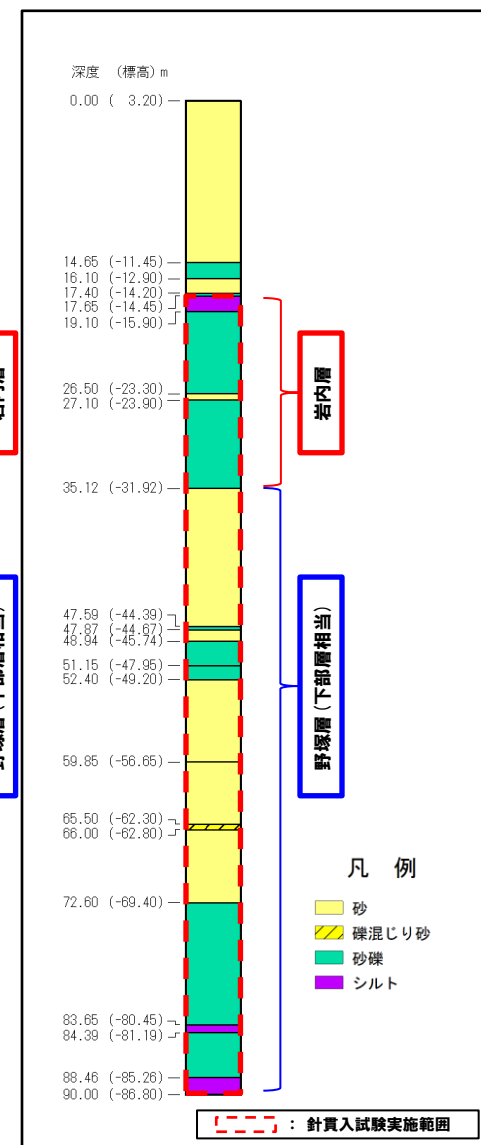 深度 (標高) m
0.00 ( 3.20)
14.65 (-11.45)
16.10 (-12.90)
17.40 (-14.20)
17.65 (-14.45)
19.10 (-15.90)
26.50 (-23.30)
27.10 (-23.90)
35.12 (-31.92)
47.59 (-44.39)
47.87 (-44.67)
48.94 (-45.74)
51.15 (-47.95)
52.40 (-49.20)
59.85 (-56.65)
65.50 (-62.30)
66.00 (-62.80)
72.60 (-69.40)
83.65 (-80.45)
84.39 (-81.19)
88.46 (-85.26)
90.00 (-86.80)
岩内層
野塚層(下部層相当)
凡 例
砂
礫混じり砂
砂礫
シルト
: 針貫入試験実施範囲